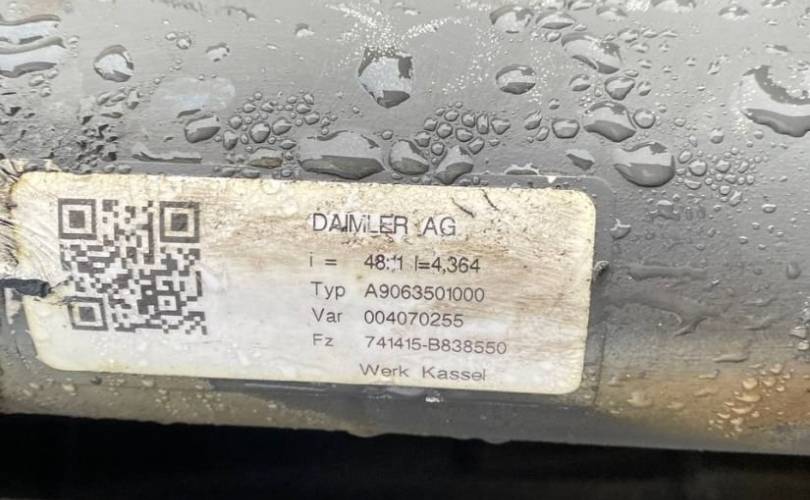 DAIMLER AG
i = 48:11 I=4,364
Typ A9063501000
Var 004070255
Fz 741415-B838550
Werk Kassel